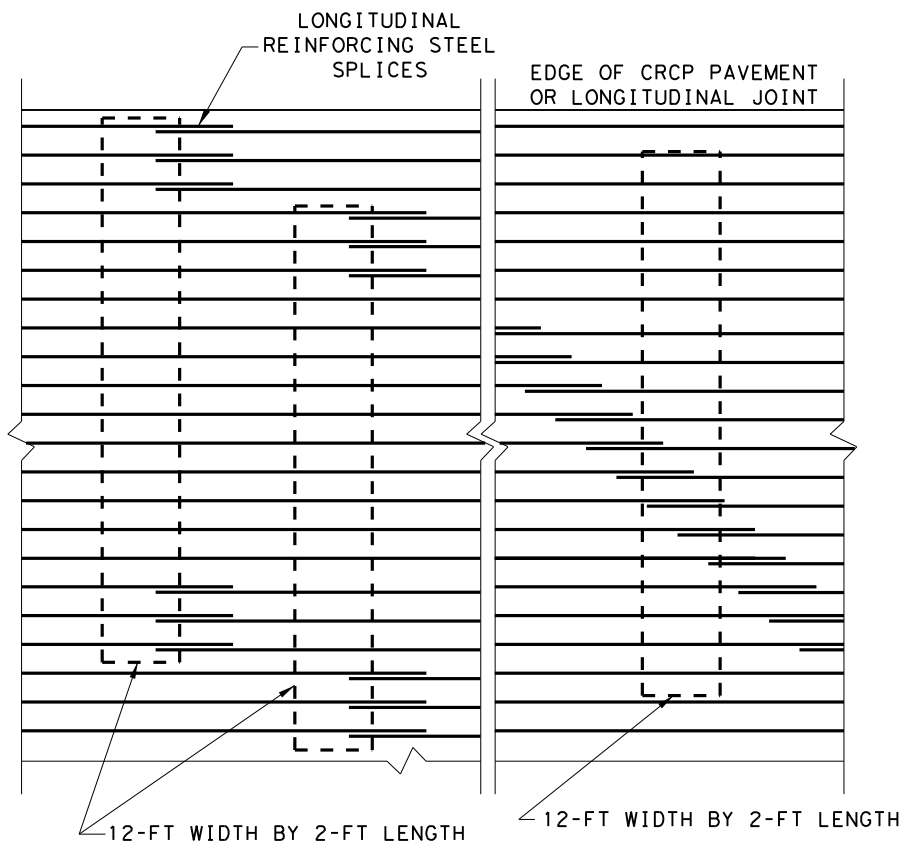 LONGITUDINAL
REINFORCING STEEL
SPLICES
EDGE OF CRCP PAVEMENT
OR LONGITUDINAL JOINT
12-FT WIDTH BY 2-FT LENGTH
12-FT WIDTH BY 2-FT LENGTH